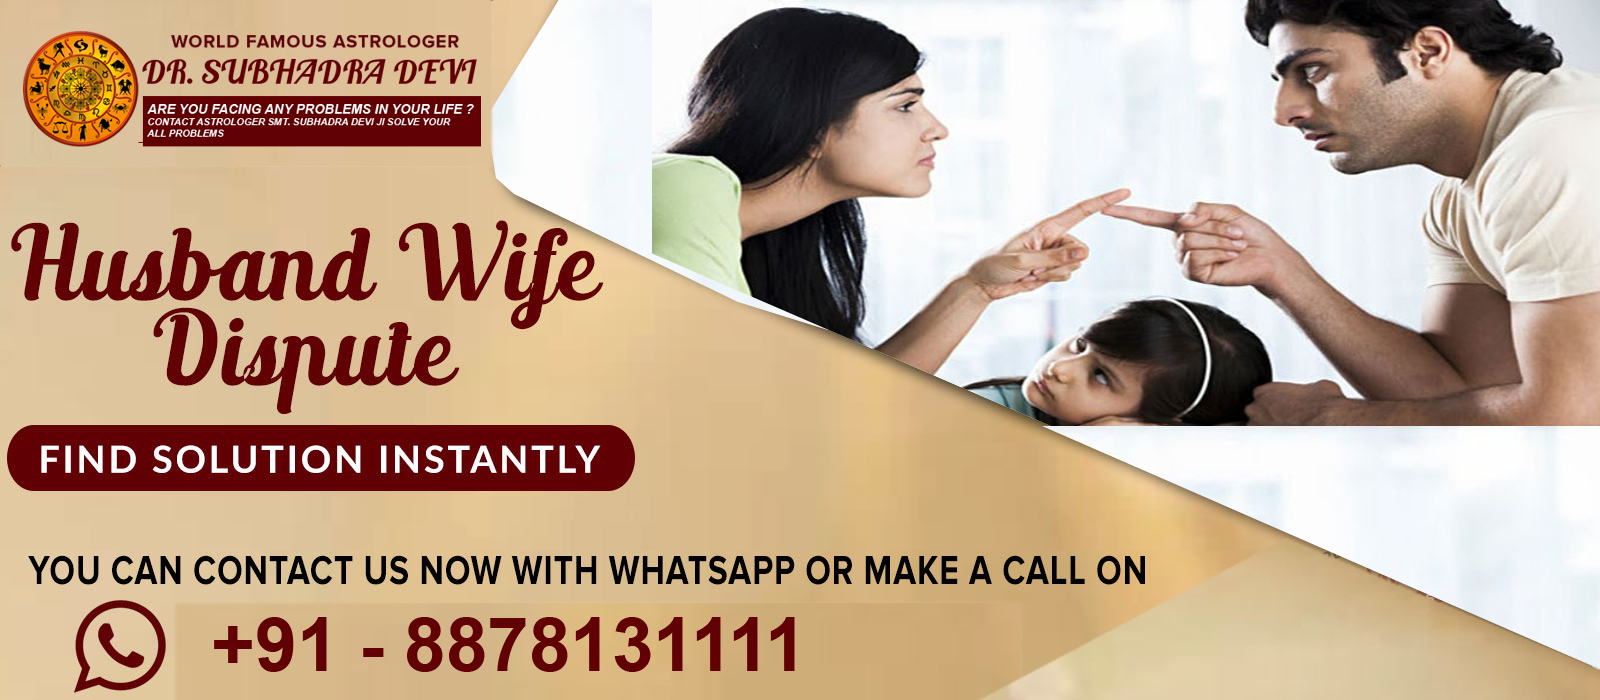 WORLD FAMOUS ASTROLOGER
DR. SUBHADRA DEVI
ARE YOU FACING ANY PROBLEMS IN YOUR LIFE ?
CONTACT ASTROLOGER SMT. SUBHADRA DEVI JI SOLVE YOUR
ALL PROBLEMS
Husband Wife
Dispute
FIND SOLUTION INSTANTLY
YOU CAN CONTACT US NOW WITH WHATSAPP OR MAKE A CALL ON
+91 - 8878131111